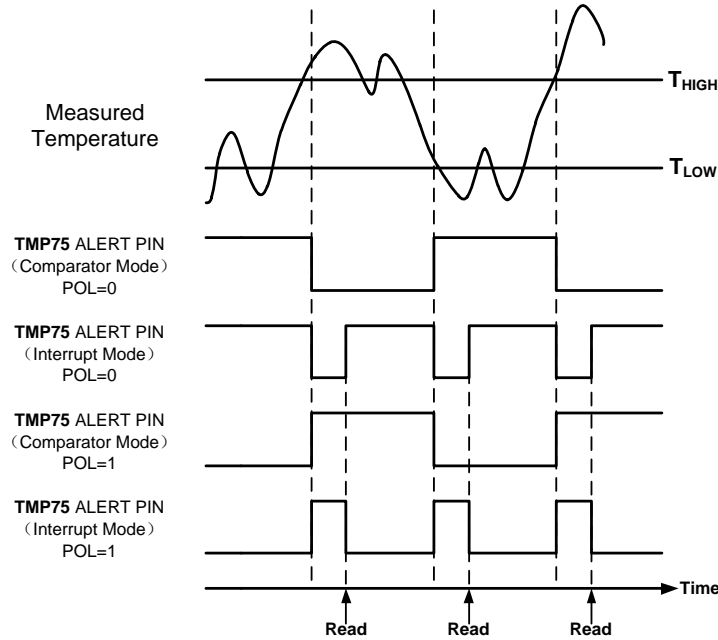 Measured
Temperature
THIGH
TLOW
TMP75 ALERT PIN
（Comparator Mode）
POL=0
TMP75 ALERT PIN
（Interrupt Mode）
POL=0
TMP75 ALERT PIN
（Comparator Mode）
POL=1
TMP75 ALERT PIN
（Interrupt Mode）
POL=1
Time
Read
Read
Read